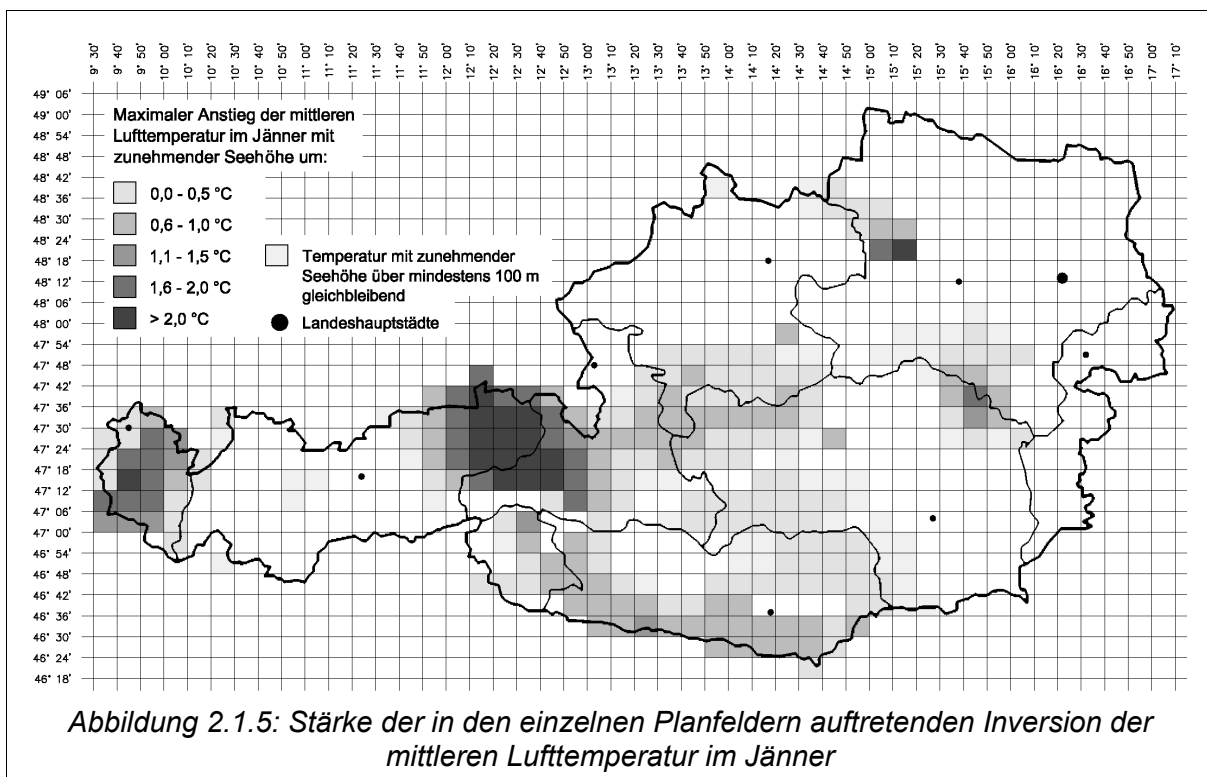 9° 30' 9° 40' 9° 50' 10° 00' 10° 10' 10° 20' 10° 30' 10° 40' 10° 50' 11° 00' 11° 10' 11° 20' 11° 30' 11° 40' 11° 50' 12° 00' 12° 10' 12° 20' 12° 30' 12° 40' 12° 50' 13° 00' 13° 10' 13° 20' 13° 30' 13° 40' 13° 50' 14° 00' 14° 10' 14° 20' 14° 30' 14° 40' 14° 50' 15° 00' 15° 10' 15° 20' 15° 30' 15° 40' 15° 50' 16° 00' 16° 10' 16° 20' 16° 30' 16° 40' 16° 50' 17° 00' 17° 10'
49° 06'
49° 00'
48° 54'
48° 48'
48° 42'
48° 36'
48° 30'
48° 24'
48° 18'
48° 12'
48° 06'
48° 00'
47° 54'
47° 48'
47° 42'
47° 36'
47° 30'
47° 24'
47° 18'
47° 12'
47° 06'
47° 00'
46° 54'
46° 48'
46° 42'
46° 36'
46° 30'
46° 24'
46° 18'
Maximaler Anstieg der mittleren
Lufttemperatur im Jänner mit
zunehmender Seehöhe um:
0,0 - 0,5 °C
0,6 - 1,0 °C
1,1 - 1,5 °C
1,6 - 2,0 °C
> 2,0 °C
Temperatur mit zunehmender
Seehöhe über mindestens 100 m
gleichbleibend
Landeshauptstädte
Abbildung 2.1.5: Stärke der in den einzelnen Planfeldern auftretenden Inversion der
mittleren Lufttemperatur im Jänner